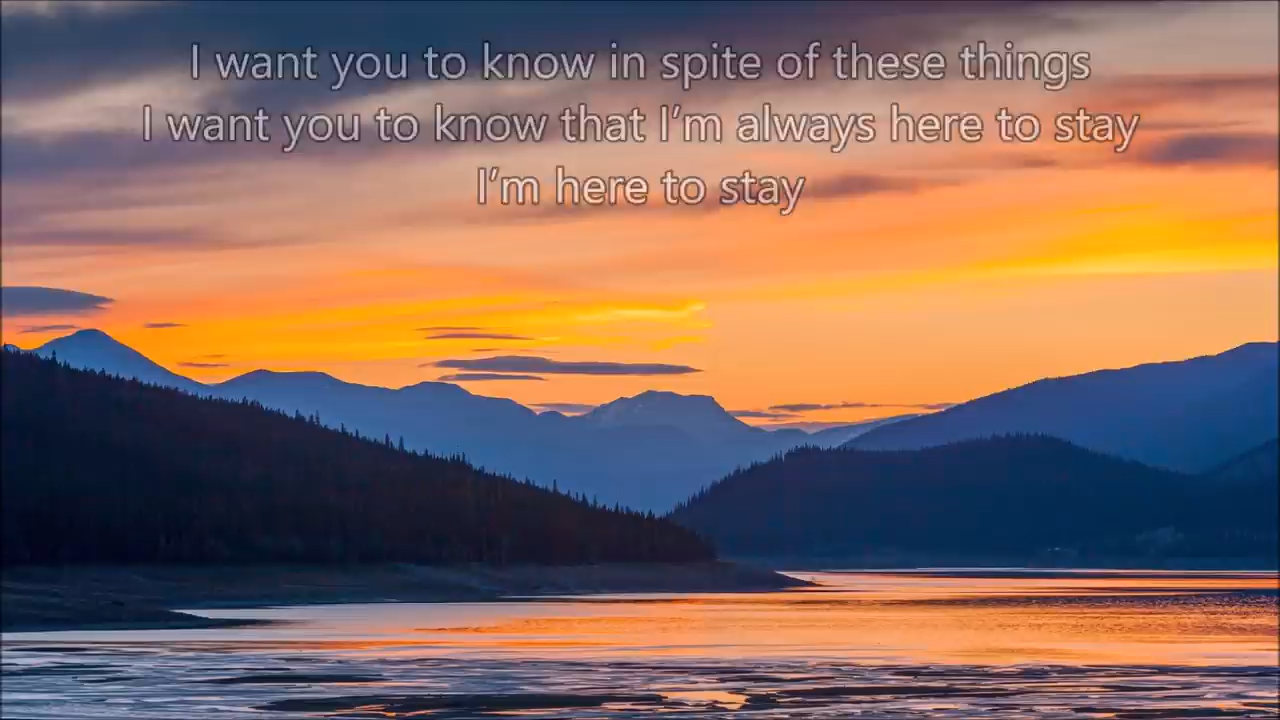 I want you to know in spite of these things
I want you to know that I’m always here to stay
I’m here to stay